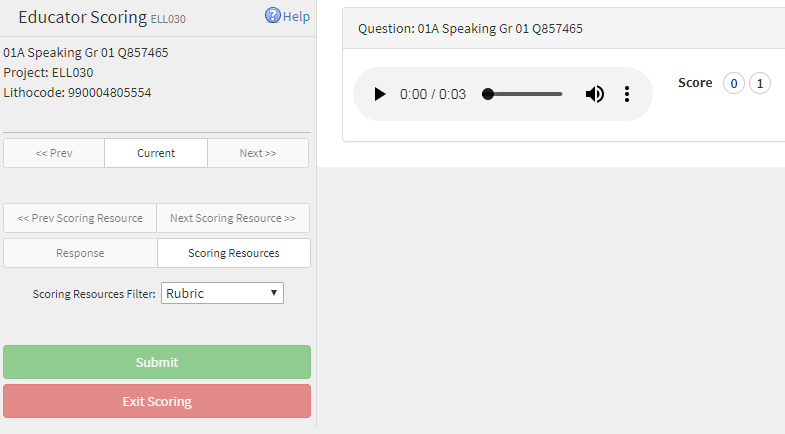 Educator Scoring ELL030
Help
01A Speaking Gr 01 Q857465
Project: ELL030
Lithocode: 990004805554
<< Prev
Current
Next >>
<< Prev Scoring Resource
Next Scoring Resource >>
Response
Scoring Resources
Scoring Resources Filter: Rubric
Submit
Exit Scoring
Question: 01A Speaking Gr 01 Q857465
0:00 / 0:03
Score 0 1